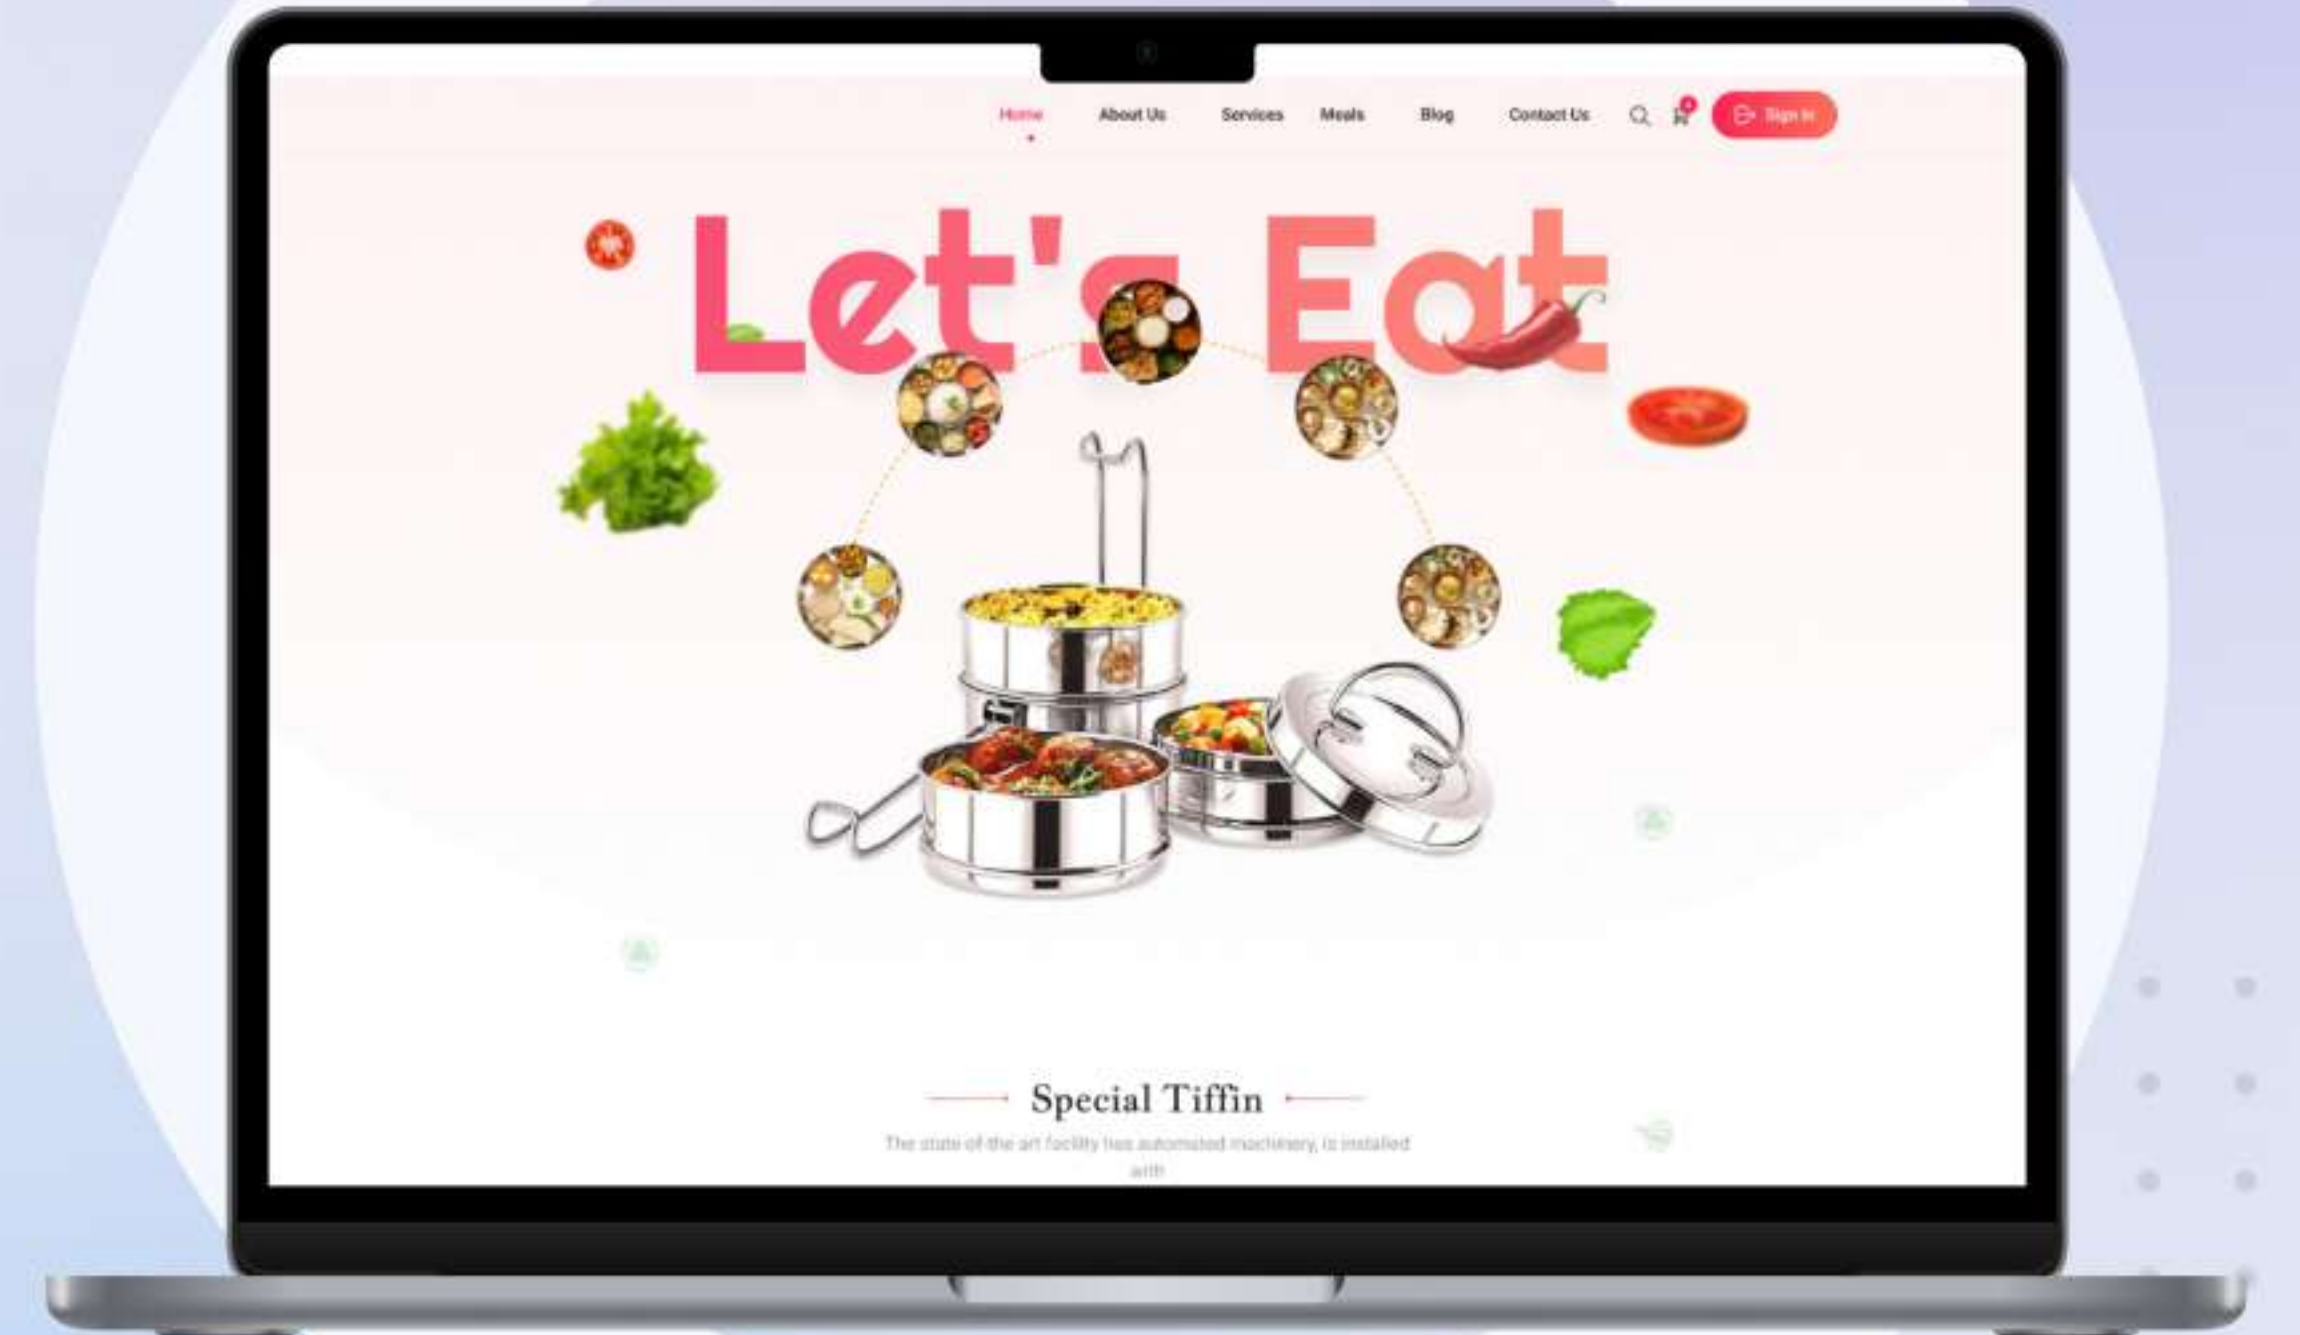 Home About Us Services Meals Blog Contact Us Sign In
Let's Eat
Special Tiffin
The state-of-the art facility has automated machinery, is installed
with